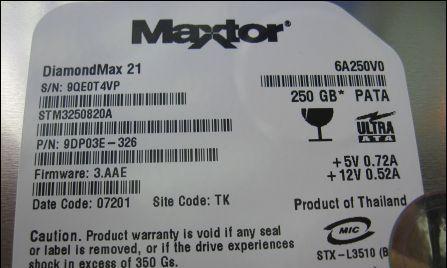 Maxtor
DiamondMax 21
6A250V0
S/N: 9QE0T4VP
STM3250820A
250 GB* PATA
P/N: 9DP03E-326
ULTRA
ATA
Firmware: 3.AAE
+5V 0.72A
+12V 0.52A
Date Code: 07201 Site Code: TK
Product of Thailand
Caution. Product warranty is void if any seal
or label is removed, or if the drive experiences
shock in excess of 350 Gs.
MIC
STX-L3510 (B